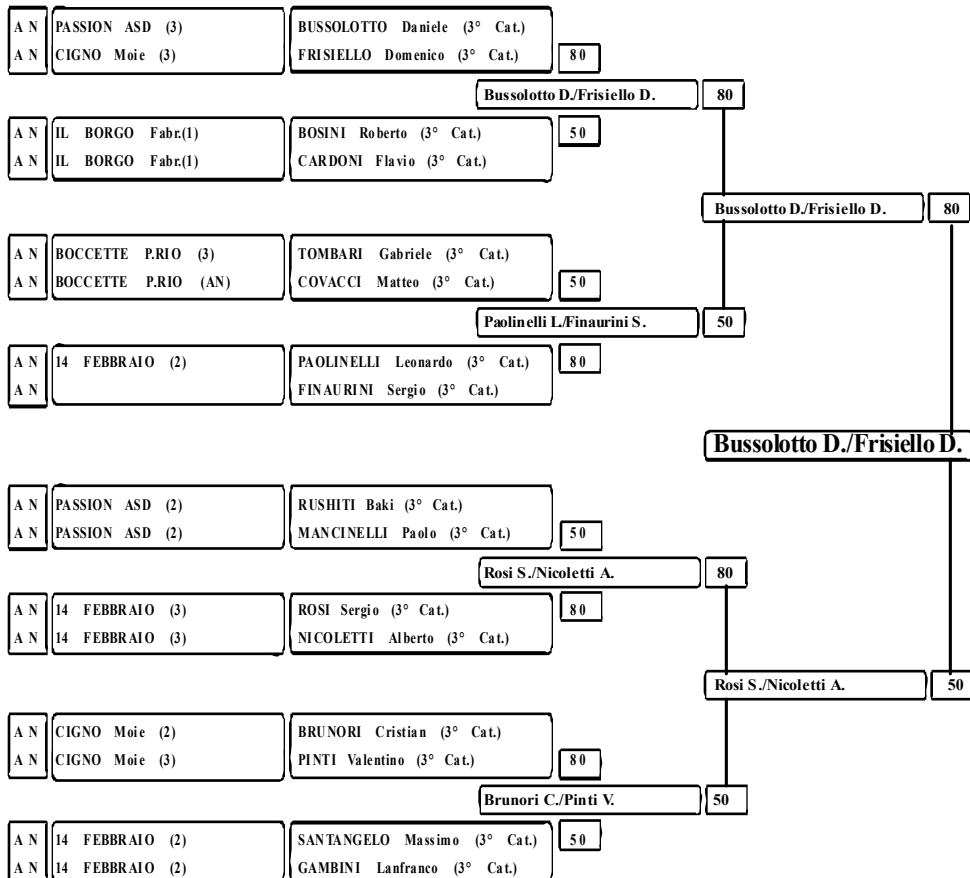 A N PASSION ASD (3) BUSSOLOTTO Daniele (3° Cat.)
A N CIGNO Moie (3) FRISIELLO Domenico (3° Cat.) 80
Bussolotto D./Frisiello D. 80
A N IL BORGO Fabr.(1) BOSINI Roberto (3° Cat.) 50
A N IL BORGO Fabr.(1) CARDONI Flavio (3° Cat.)
Bussolotto D./Frisiello D. 80
A N BOCCETTE P.RIO (3) TOMBARI Gabriele (3° Cat.)
A N BOCCETTE P.RIO (AN) COVACCI Matteo (3° Cat.) 50
Paolinelli L./Finaurini S. 50
A N 14 FEBBRAIO (2) PAOLINELLI Leonardo (3° Cat.) 80
A N FINAURINI Sergio (3° Cat.)
Bussolotto D./Frisiello D.
A N PASSION ASD (2) RUSHITI Baki (3° Cat.)
A N PASSION ASD (2) MANCINELLI Paolo (3° Cat.) 50
Rosi S./Nicoletti A. 80
A N 14 FEBBRAIO (3) ROSI Sergio (3° Cat.) 80
A N 14 FEBBRAIO (3) NICOLETTI Alberto (3° Cat.)
Rosi S./Nicoletti A. 50
A N CIGNO Moie (2) BRUNORI Cristian (3° Cat.)
A N CIGNO Moie (3) PINTI Valentino (3° Cat.) 80
Brunori C./Pinti V. 50
A N 14 FEBBRAIO (2) SANTANGELO Massimo (3° Cat.) 50
A N 14 FEBBRAIO (2) GAMBINI Lanfranco (3° Cat.)